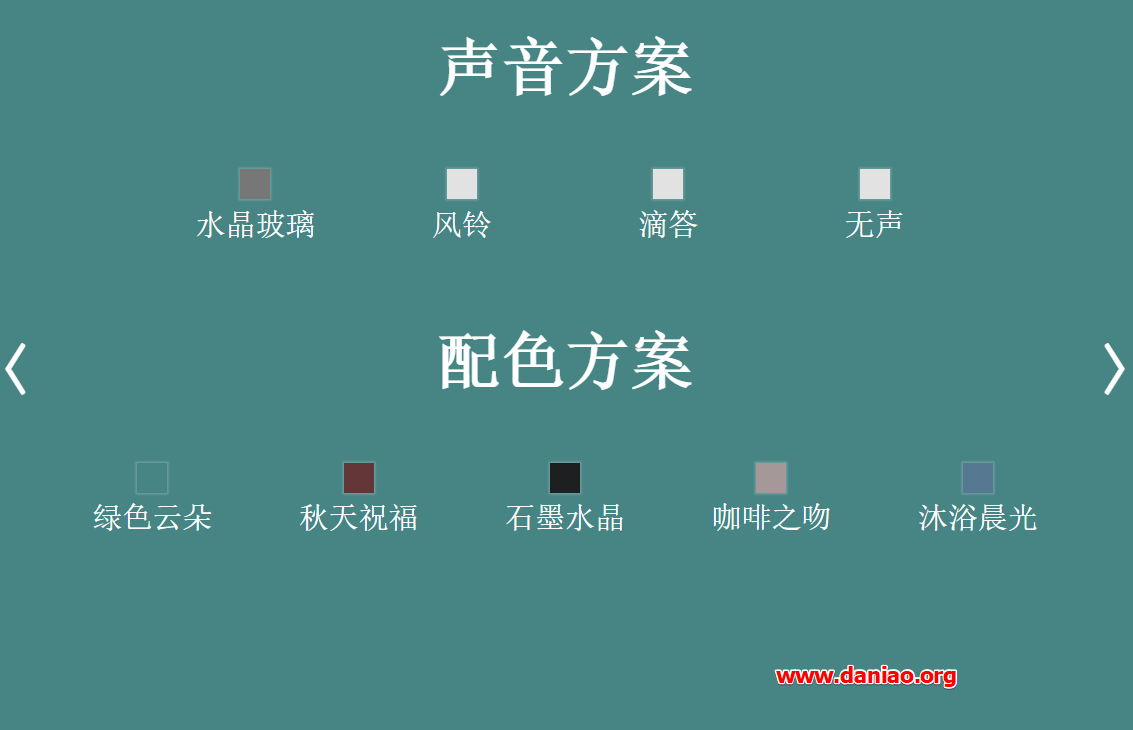 声音方案
水晶玻璃 风铃 滴答 无声
配色方案
绿色云朵 秋天祝福 石墨水晶 咖啡之吻 沐浴晨光
www.daniao.org